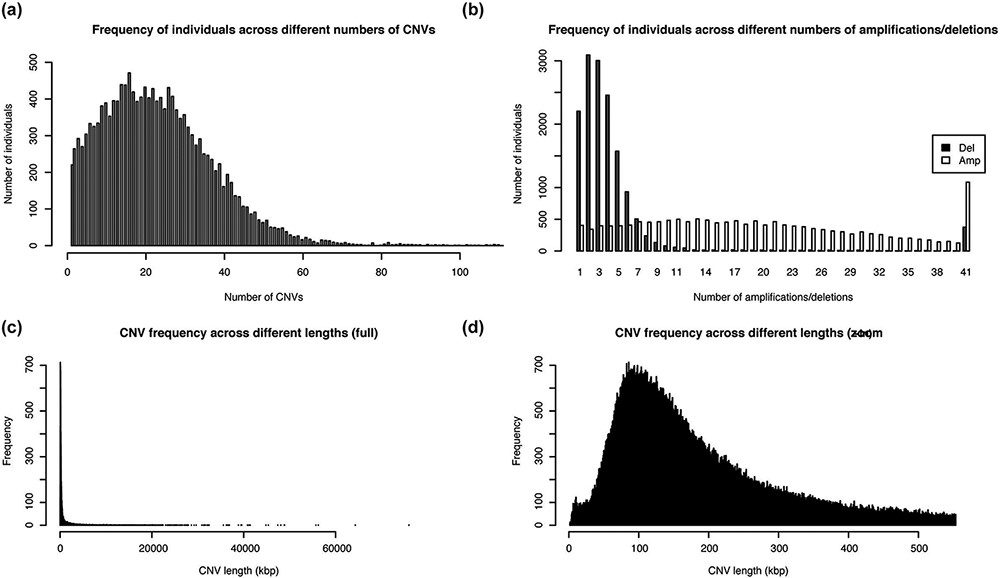 (a)
Frequency of individuals across different numbers of CNVs
Number of individuals
0 100 200 300 400 500
0 20 40 60 80 100
Number of CNVs
(b)
Frequency of individuals across different numbers of amplifications/deletions
Number of individuals
0 500 1000 2000 3000
Del
Amp
1 3 5 7 9 11 14 17 20 23 26 29 32 35 38 41
Number of amplifications/deletions
(c)
CNV frequency across different lengths (full)
Frequency
0 100 300 500 700
0 20000 40000 60000
CNV length (kbp)
(d)
CNV frequency across different lengths
Frequency
0 100 300 500 700
0 100 200 300 400 500
CNV length (kbp)